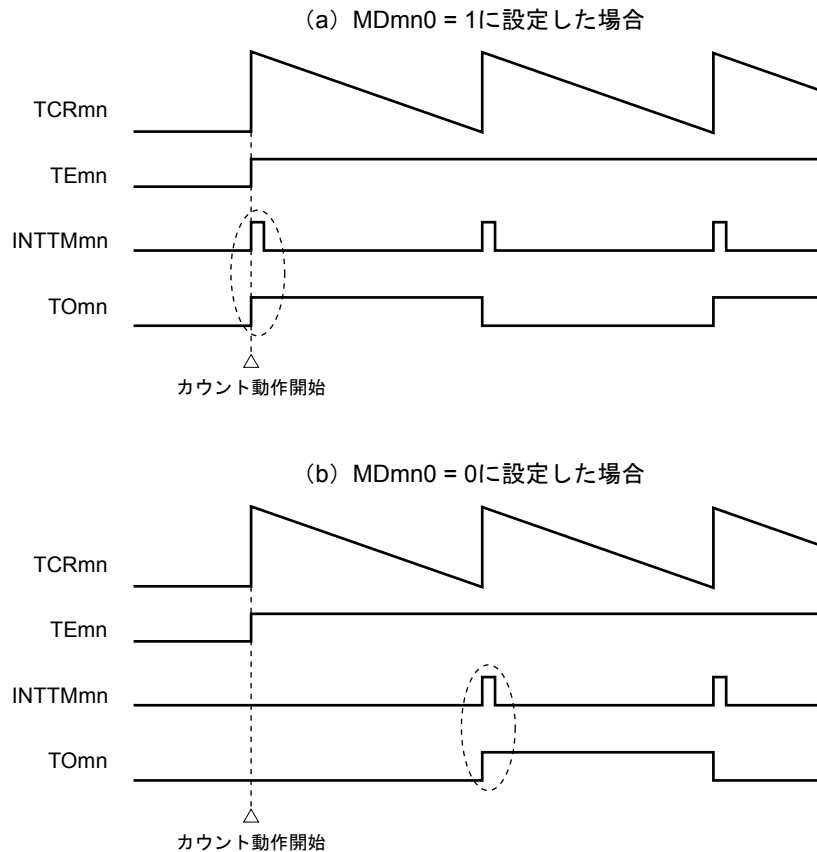 （a）MDmn0 = 1に設定した場合
TCRmn
TEmn
INTTMmn
TOmn
△
カウント動作開始
（b）MDmn0 = 0に設定した場合
TCRmn
TEmn
INTTMmn
TOmn
△
カウント動作開始